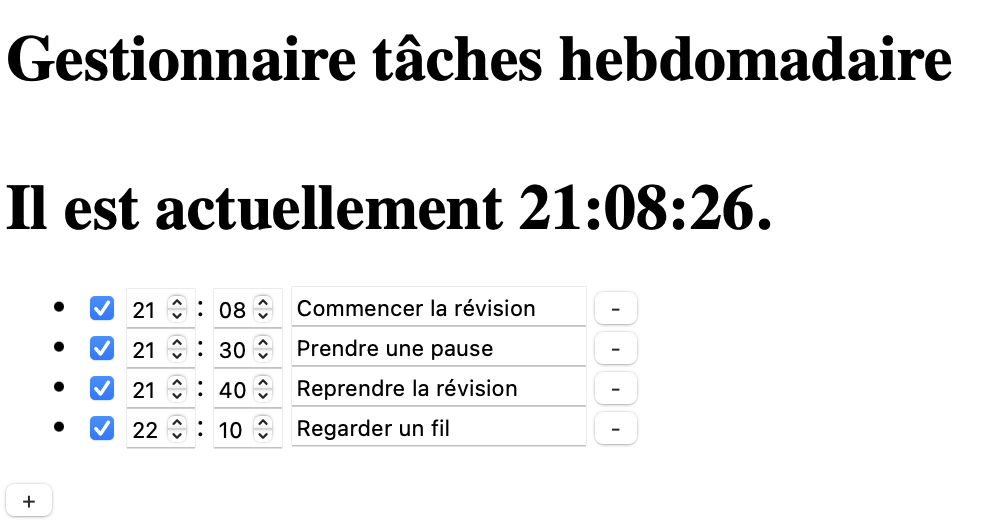 Gestionnaire tâches hebdomadaire
Il est actuellement 21:08:26.
21 : 08 Commencer la révision -
21 : 30 Prendre une pause -
21 : 40 Reprendre la révision -
22 : 10 Regarder un fil -
+